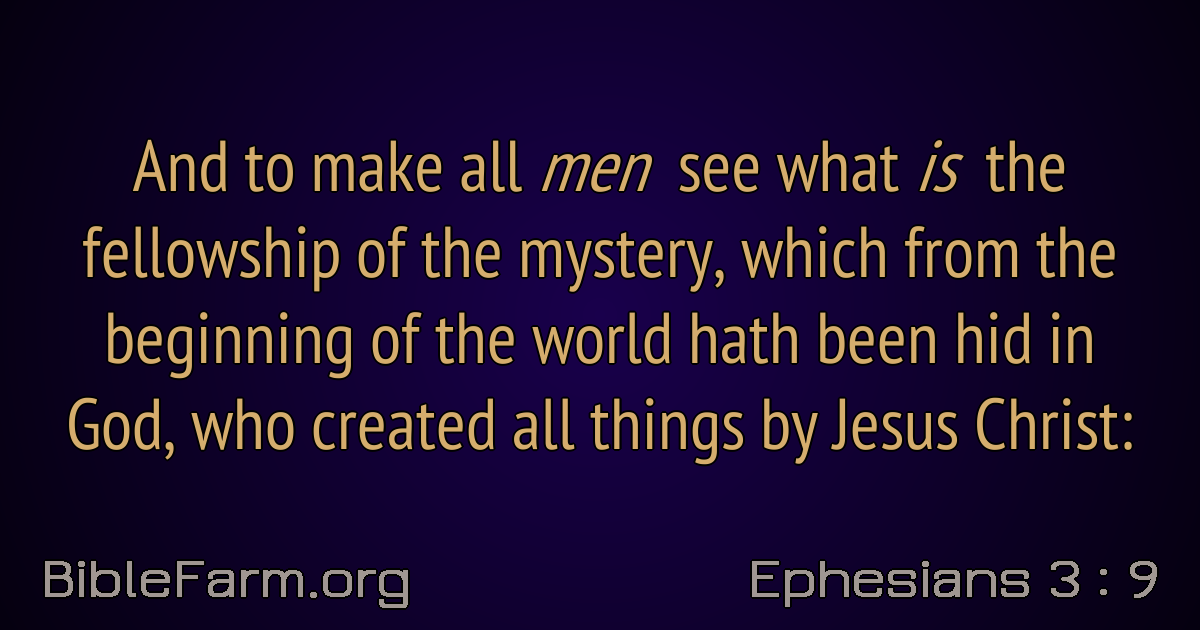 And to make all men see what is the
fellowship of the mystery, which from the
beginning of the world hath been hid in
God, who created all things by Jesus Christ:
BibleFarm.org
Ephesians 3 : 9